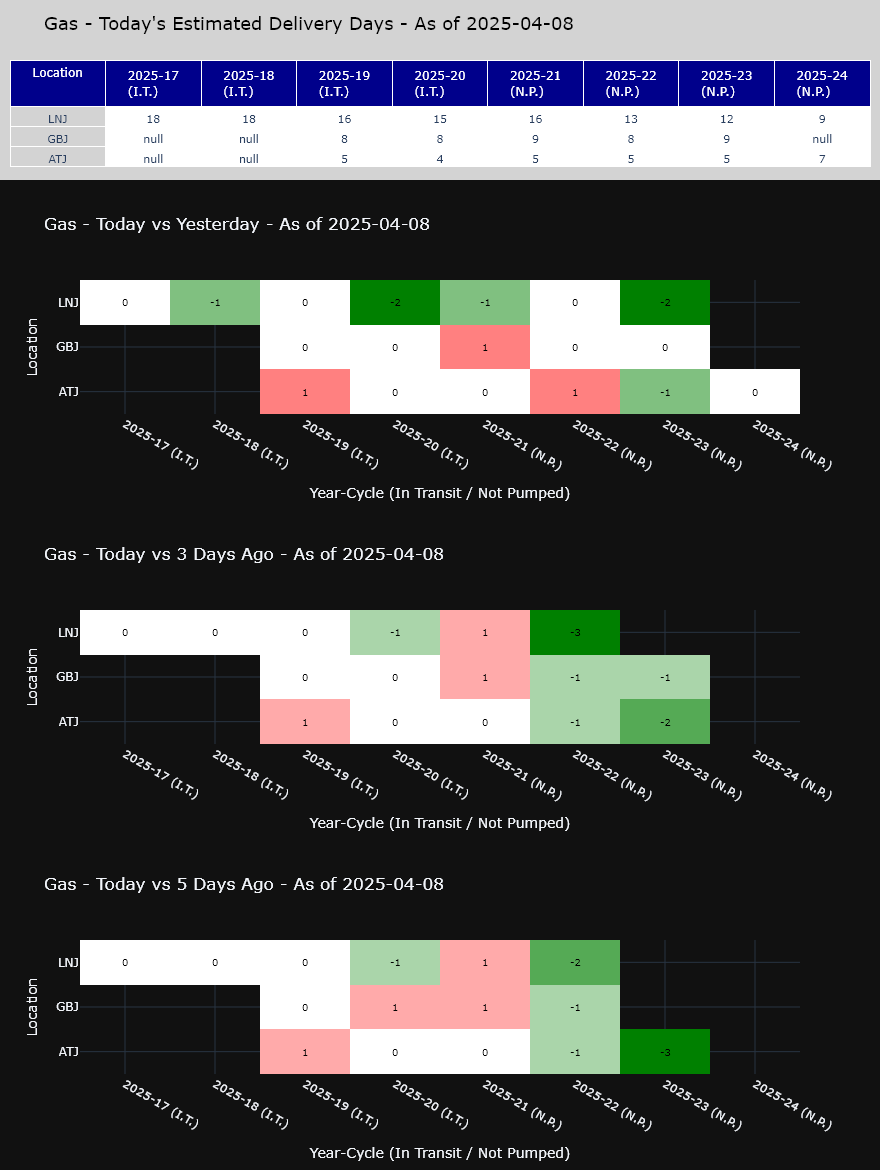 Gas - Today's Estimated Delivery Days - As of 2025-04-08
Location 2025-17 (I.T.) 2025-18 (I.T.) 2025-19 (I.T.) 2025-20 (I.T.) 2025-21 (N.P.) 2025-22 (N.P.) 2025-23 (N.P.) 2025-24 (N.P.)
LNJ 18 18 16 15 16 13 12 9
GBJ null null 8 8 9 8 9 null
ATJ null null 5 4 5 5 5 7
Gas - Today vs Yesterday - As of 2025-04-08
Location
LNJ 0 -1 0 -2 -1 0 -2
GBJ 0 0 1 0 0
ATJ 1 0 0 1 -1 0
2025-17 (I.T.) 2025-18 (I.T.) 2025-19 (I.T.) 2025-20 (I.T.) 2025-21 (N.P.) 2025-22 (N.P.) 2025-23 (N.P.) 2025-24 (N.P.)
Year-Cycle (In Transit / Not Pumped)
Gas - Today vs 3 Days Ago - As of 2025-04-08
Location
LNJ 0 0 0 -1 1 -3
GBJ 0 0 1 -1 -1
ATJ 1 0 0 -1 -2
2025-17 (I.T.) 2025-18 (I.T.) 2025-19 (I.T.) 2025-20 (I.T.) 2025-21 (N.P.) 2025-22 (N.P.) 2025-23 (N.P.) 2025-24 (N.P.)
Year-Cycle (In Transit / Not Pumped)
Gas - Today vs 5 Days Ago - As of 2025-04-08
Location
LNJ 0 0 0 -1 1 -2
GBJ 0 1 1 -1
ATJ 1 0 0 -1 -3
2025-17 (I.T.) 2025-18 (I.T.) 2025-19 (I.T.) 2025-20 (I.T.) 2025-21 (N.P.) 2025-22 (N.P.) 2025-23 (N.P.) 2025-24 (N.P.)
Year-Cycle (In Transit / Not Pumped)